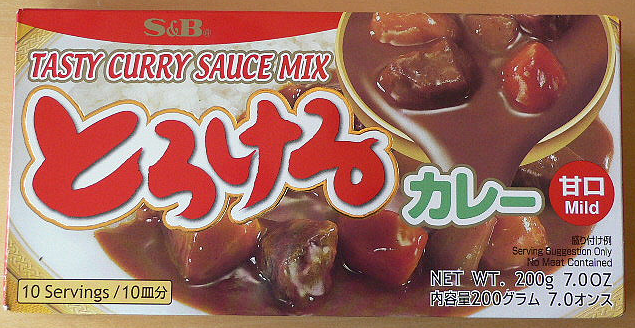 S&B®
TASTY CURRY SAUCE MIX
とろける
カレー
甘口
Mild
盛り付け例
Serving Suggestion Only
No Meat Contained
10 Servings / 10皿分
NET WT. 200g 7.0OZ
内容量200グラム 7.0オンス